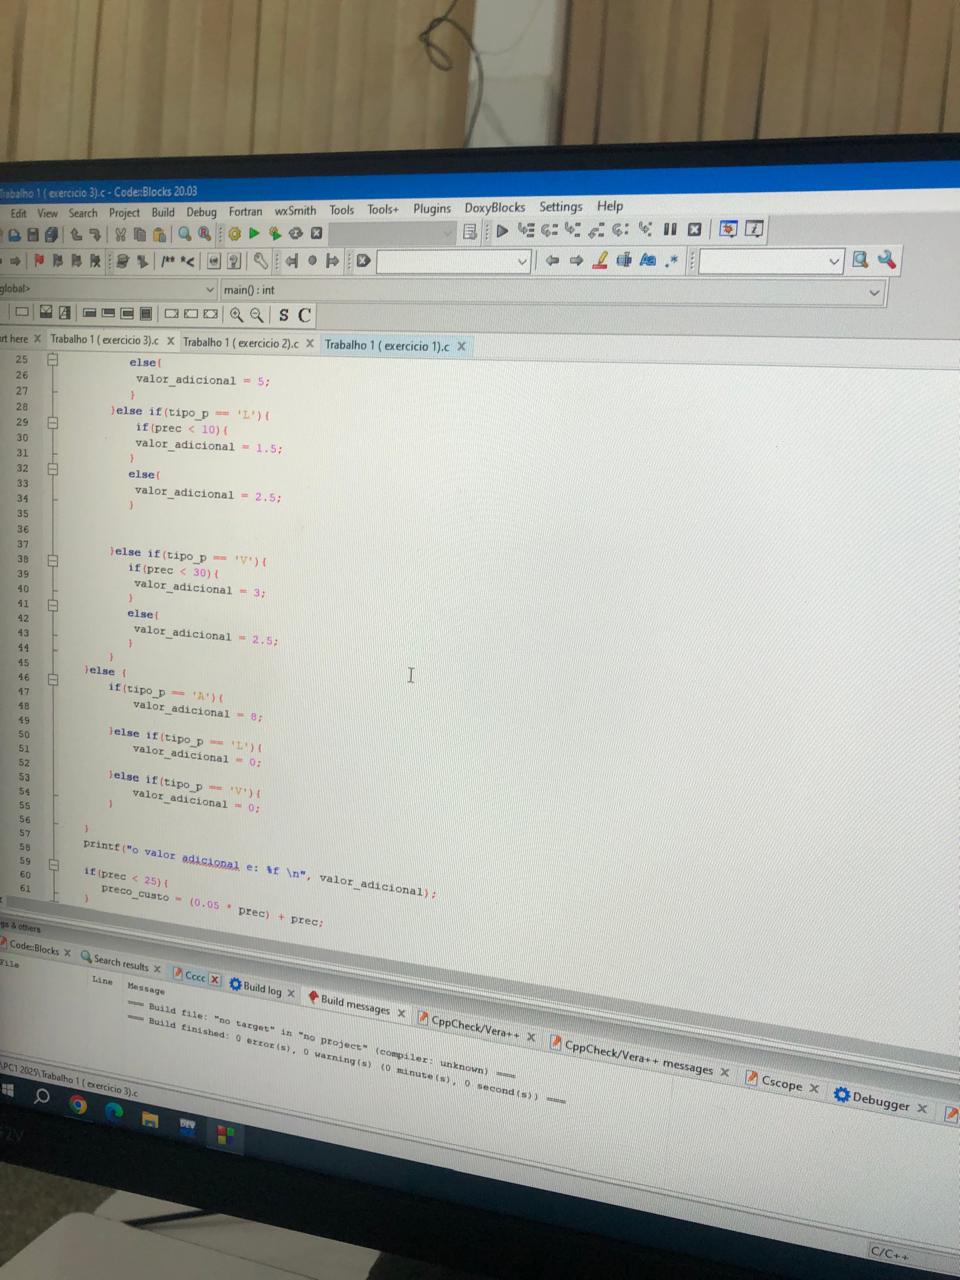 Trabalho 1 ( exercicio 3).c - Code::Blocks 20.03
Edit View Search Project Build Debug Fortran wxSmith Tools Tools+ Plugins DoxyBlocks Settings Help
/** *<
.*
global>
main() : int
S C
rt here X Trabalho 1 ( exercicio 3).c X Trabalho 1 ( exercicio 2).c X Trabalho 1 ( exercicio 1).c X
25 else{
26 valor_adicional = 5;
27 }
28 }else if(tipo_p == 'L'){
29 if(prec < 10){
30 valor_adicional = 1.5;
31 }
32 else{
33 valor_adicional = 2.5;
34 }
35
36
37 }else if(tipo_p == 'V'){
38 if(prec < 30){
39 valor_adicional = 3;
40 }
41 else{
42 valor_adicional = 2.5;
43 }
44 }
45 }else {
46 if(tipo_p == 'A'){
47 valor_adicional = 8;
48
49 }else if(tipo_p == 'L'){
50 valor_adicional = 0;
51
52 }else if(tipo_p == 'V'){
53 valor_adicional = 0;
54 }
55
56 }
57 printf("o valor adicional e: %f \n", valor_adicional);
58
59 if(prec < 25){
60 preco_custo = (0.05 * prec) + prec;
61 }
gs & others
Code::Blocks X Search results X Cccc X Build log X Build messages X CppCheck/Vera++ X CppCheck/Vera++ messages X Cscope X Debugger X
File Line Message
=== Build file: "no target" in "no project" (compiler: unknown) ===
=== Build finished: 0 error(s), 0 warning(s) (0 minute(s), 0 second(s)) ===
\PC1 2025\Trabalho 1 ( exercicio 3).c
C/C++
DEV